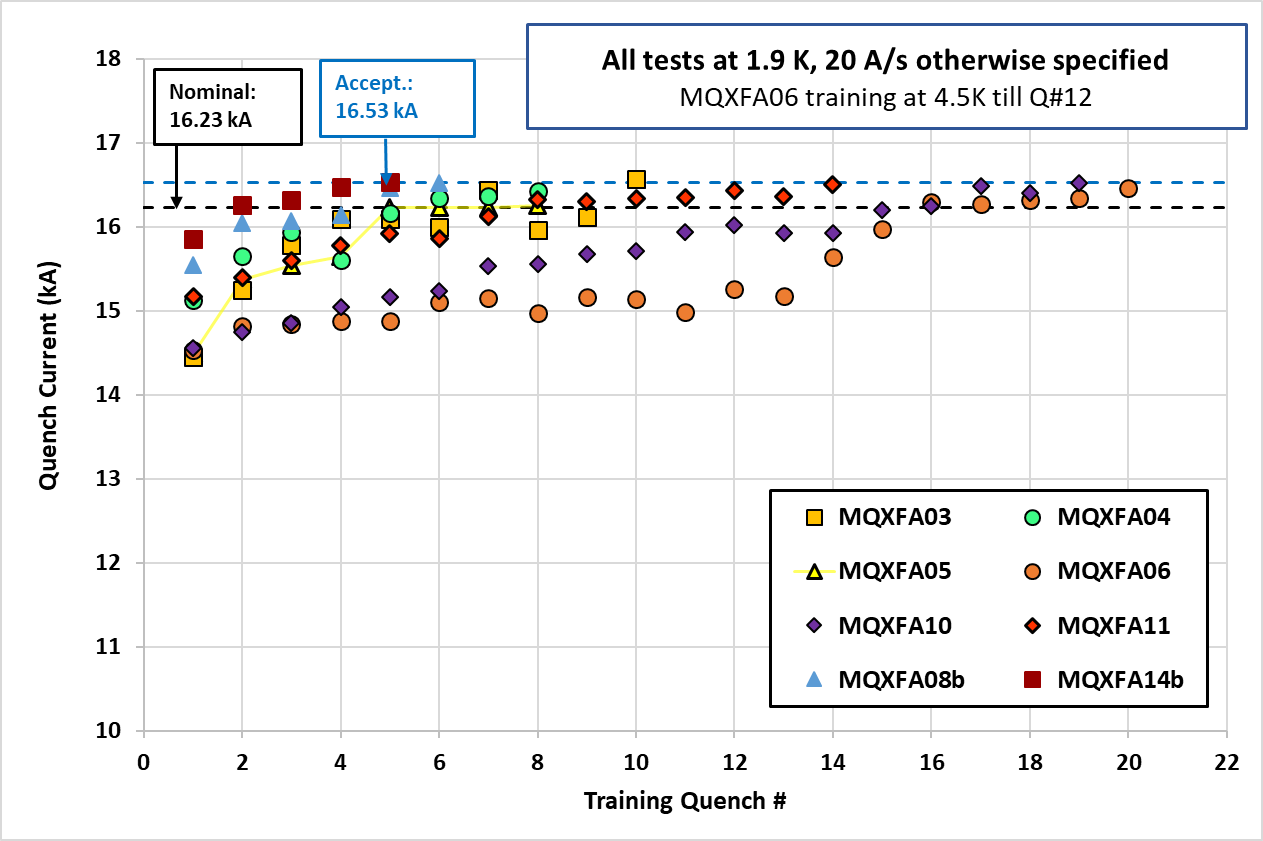 All tests at 1.9 K, 20 A/s otherwise specified
MQXFA06 training at 4.5K till Q#12
Nominal:
16.23 kA
Accept.:
16.53 kA
18
17
16
15
14
13
12
11
10
Quench Current (kA)
MQXFA03
MQXFA04
MQXFA05
MQXFA06
MQXFA10
MQXFA11
MQXFA08b
MQXFA14b
0 2 4 6 8 10 12 14 16 18 20 22
Training Quench #